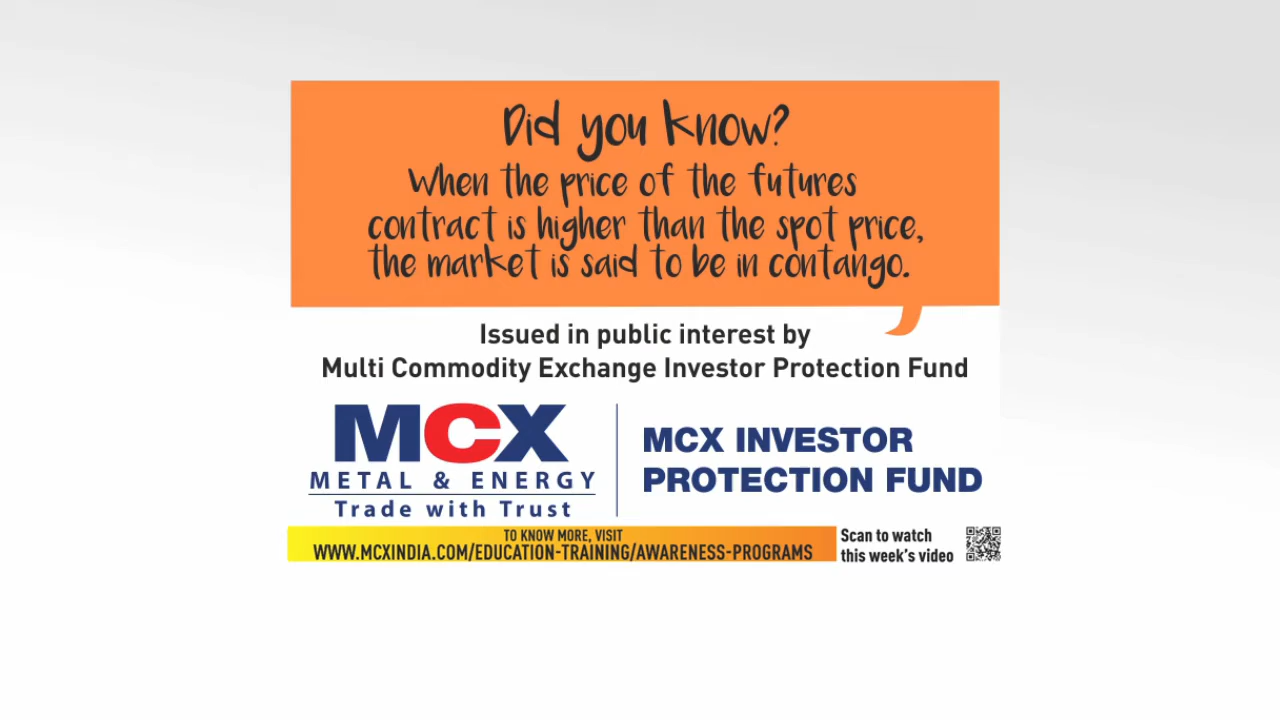 Did you know?
When the price of the futures
contract is higher than the spot price,
the market is said to be in contango.
Issued in public interest by
Multi Commodity Exchange Investor Protection Fund
MCX
METAL & ENERGY
Trade with Trust
MCX INVESTOR
PROTECTION FUND
TO KNOW MORE, VISIT
WWW.MCXINDIA.COM/EDUCATION-TRAINING/AWARENESS-PROGRAMS
Scan to watch
this week's video